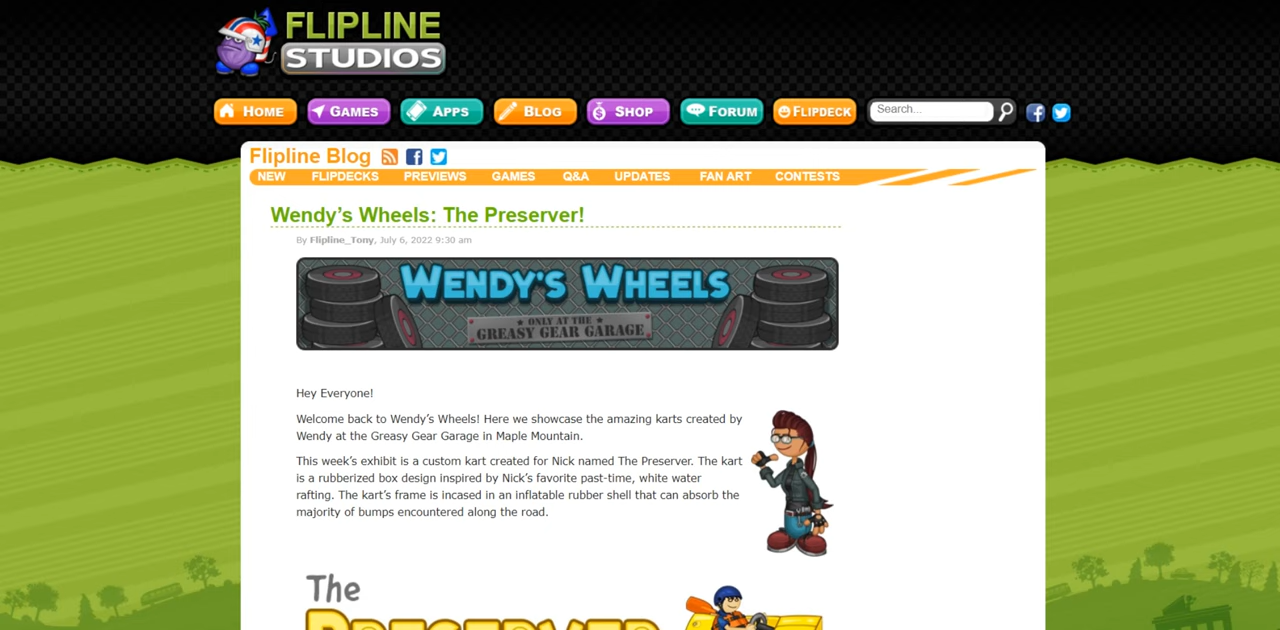 FLIPLINE
STUDIOS
HOME GAMES APPS BLOG SHOP FORUM FLIPDECK Search...
Flipline Blog
NEW FLIPDECKS PREVIEWS GAMES Q&A UPDATES FAN ART CONTESTS
Wendy’s Wheels: The Preserver!
By Flipline_Tony, July 6, 2022 9:30 am
WENDY'S WHEELS
ONLY AT THE
GREASY GEAR GARAGE
Hey Everyone!
Welcome back to Wendy’s Wheels! Here we showcase the amazing karts created by
Wendy at the Greasy Gear Garage in Maple Mountain.
This week’s exhibit is a custom kart created for Nick named The Preserver. The kart
is a rubberized box design inspired by Nick’s favorite past-time, white water
rafting. The kart’s frame is incased in an inflatable rubber shell that can absorb the
majority of bumps encountered along the road.
The
PRESERVER